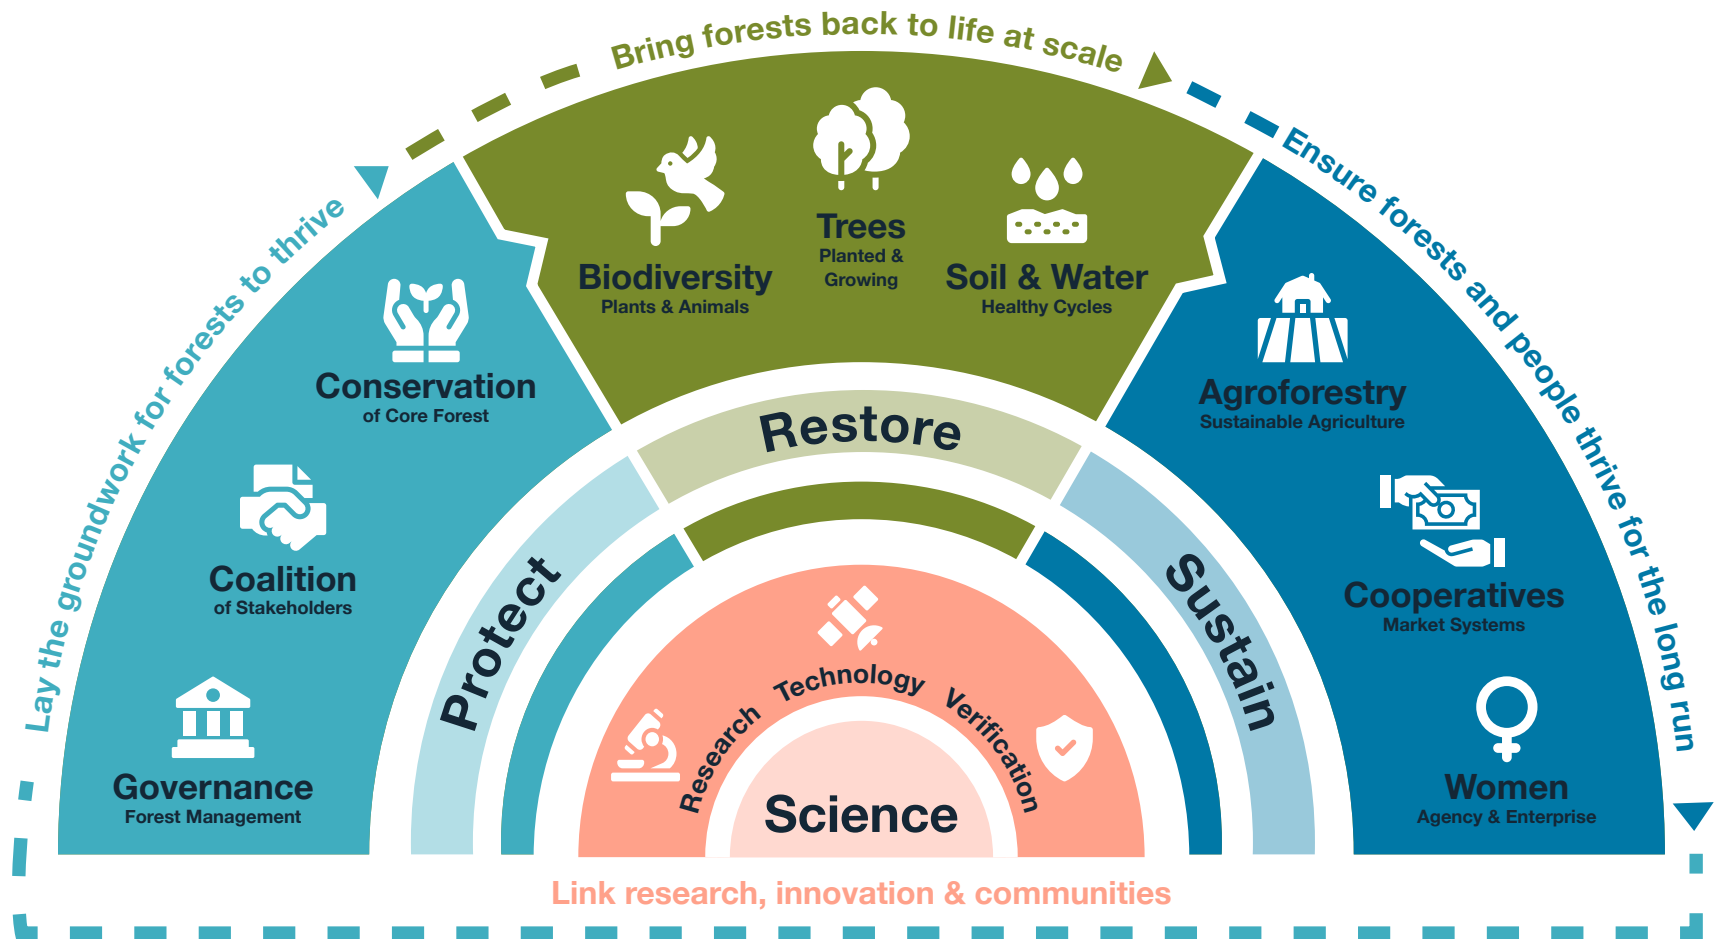 Bring forests back to life at scale
Lay the groundwork for forests to thrive
Ensure forests and people thrive for the long run
Trees
Planted &
Growing
Biodiversity
Plants & Animals
Soil & Water
Healthy Cycles
Conservation
of Core Forest
Coalition
of Stakeholders
Governance
Forest Management
Agroforestry
Sustainable Agriculture
Cooperatives
Market Systems
Women
Agency & Enterprise
Protect
Restore
Sustain
Research
Technology
Verification
Science
Link research, innovation & communities